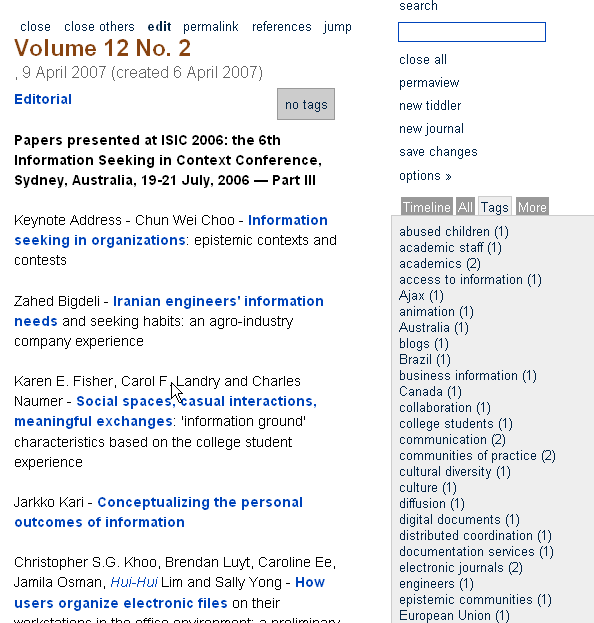 close close others edit permalink references jump
Volume 12 No. 2
, 9 April 2007 (created 6 April 2007)
Editorial
no tags
Papers presented at ISIC 2006: the 6th
Information Seeking in Context Conference,
Sydney, Australia, 19-21 July, 2006 — Part III
Keynote Address - Chun Wei Choo - Information
seeking in organizations: epistemic contexts and
contests
Zahed Bigdeli - Iranian engineers' information
needs and seeking habits: an agro-industry
company experience
Karen E. Fisher, Carol F. Landry and Charles
Naumer - Social spaces, casual interactions,
meaningful exchanges: 'information ground'
characteristics based on the college student
experience
Jarkko Kari - Conceptualizing the personal
outcomes of information
Christopher S.G. Khoo, Brendan Luyt, Caroline Ee,
Jamila Osman, Hui-Hui Lim and Sally Yong - How
users organize electronic files on their
workstations in the office environment: a preliminary
search
close all
permaview
new tiddler
new journal
save changes
options »
Timeline All Tags More
abused children (1)
academic staff (1)
academics (2)
access to information (1)
Ajax (1)
animation (1)
Australia (1)
blogs (1)
Brazil (1)
business information (1)
Canada (1)
collaboration (1)
college students (1)
communication (2)
communities of practice (2)
cultural diversity (1)
culture (1)
diffusion (1)
digital documents (1)
distributed coordination (1)
documentation services (1)
electronic journals (2)
engineers (1)
epistemic communities (1)
European Union (1)